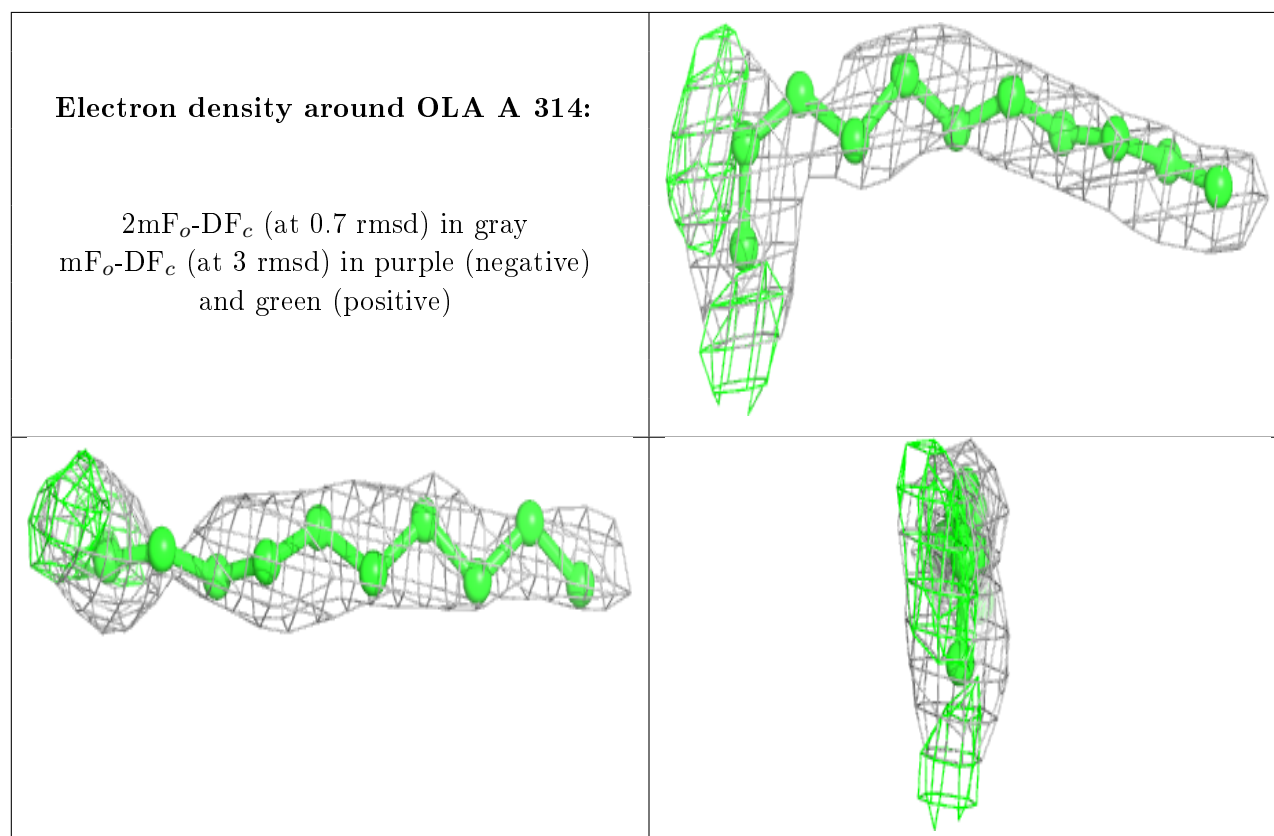 Electron density around OLA A 314:
2mFo-DFc (at 0.7 rmsd) in gray
mFo-DFc (at 3 rmsd) in purple (negative)
and green (positive)